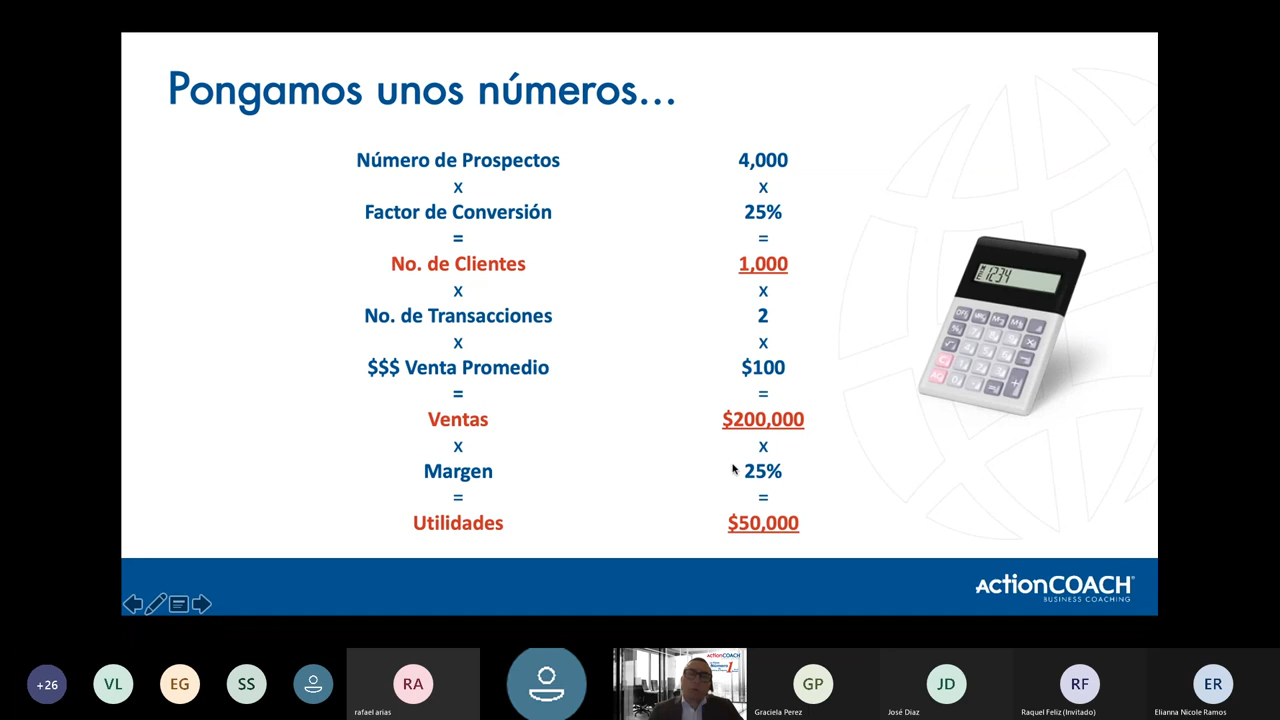 Pongamos unos números...
Número de Prospectos 4,000
x x
Factor de Conversión 25%
= =
No. de Clientes 1,000
x x
No. de Transacciones 2
x x
$$$ Venta Promedio $100
= =
Ventas $200,000
x x
Margen 25%
= =
Utilidades $50,000
1234
ActionCOACH
BUSINESS COACHING
+26 VL EG SS RA GP JD RF ER
rafael arias Graciela Perez José Diaz Raquel Feliz (Invitado) Elianna Nicole Ramos